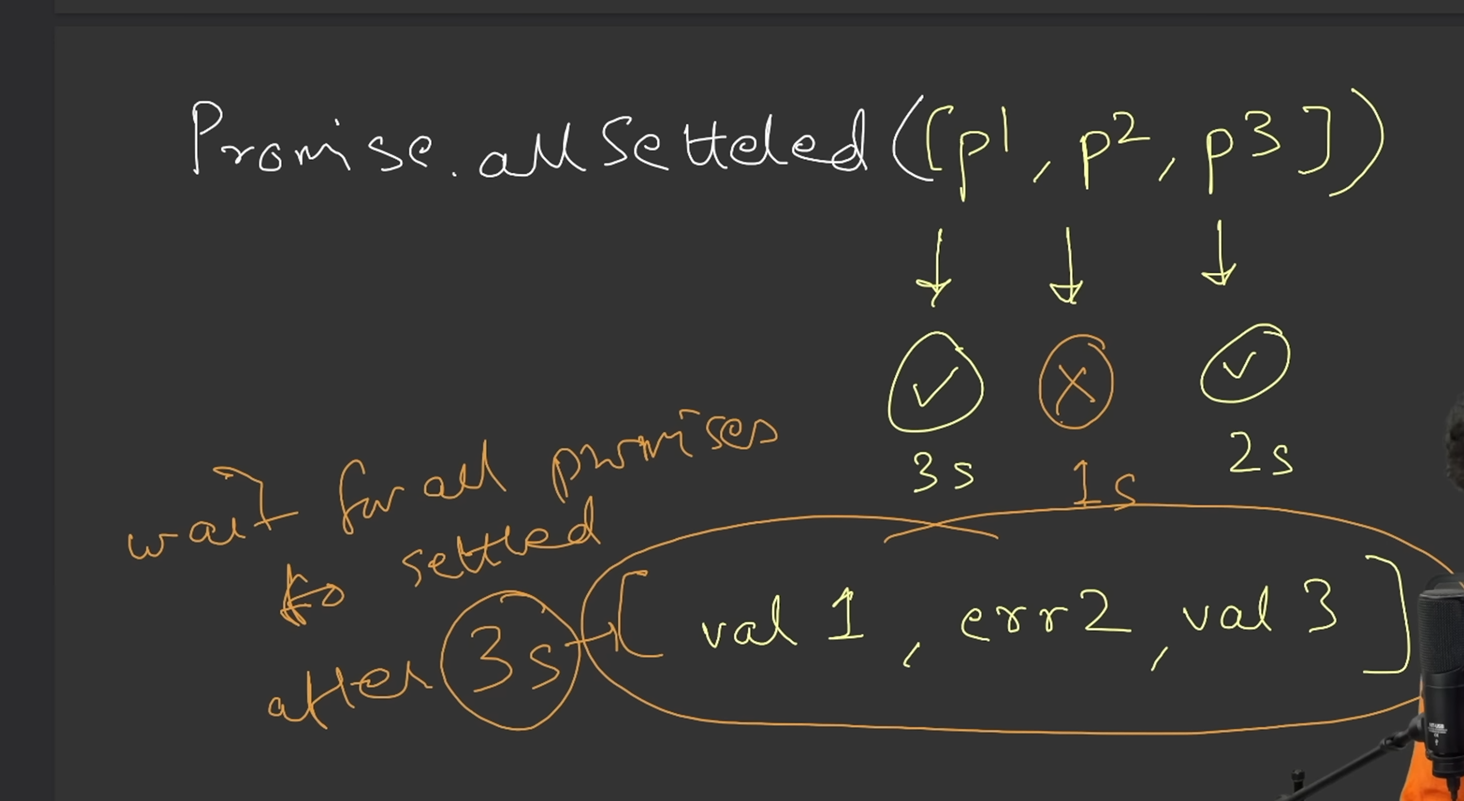 Promise.allSetteled([p1, p2, p3])
3s 1s 2s
wait for all promises
to settled
after 3s [val 1, err2, val 3]